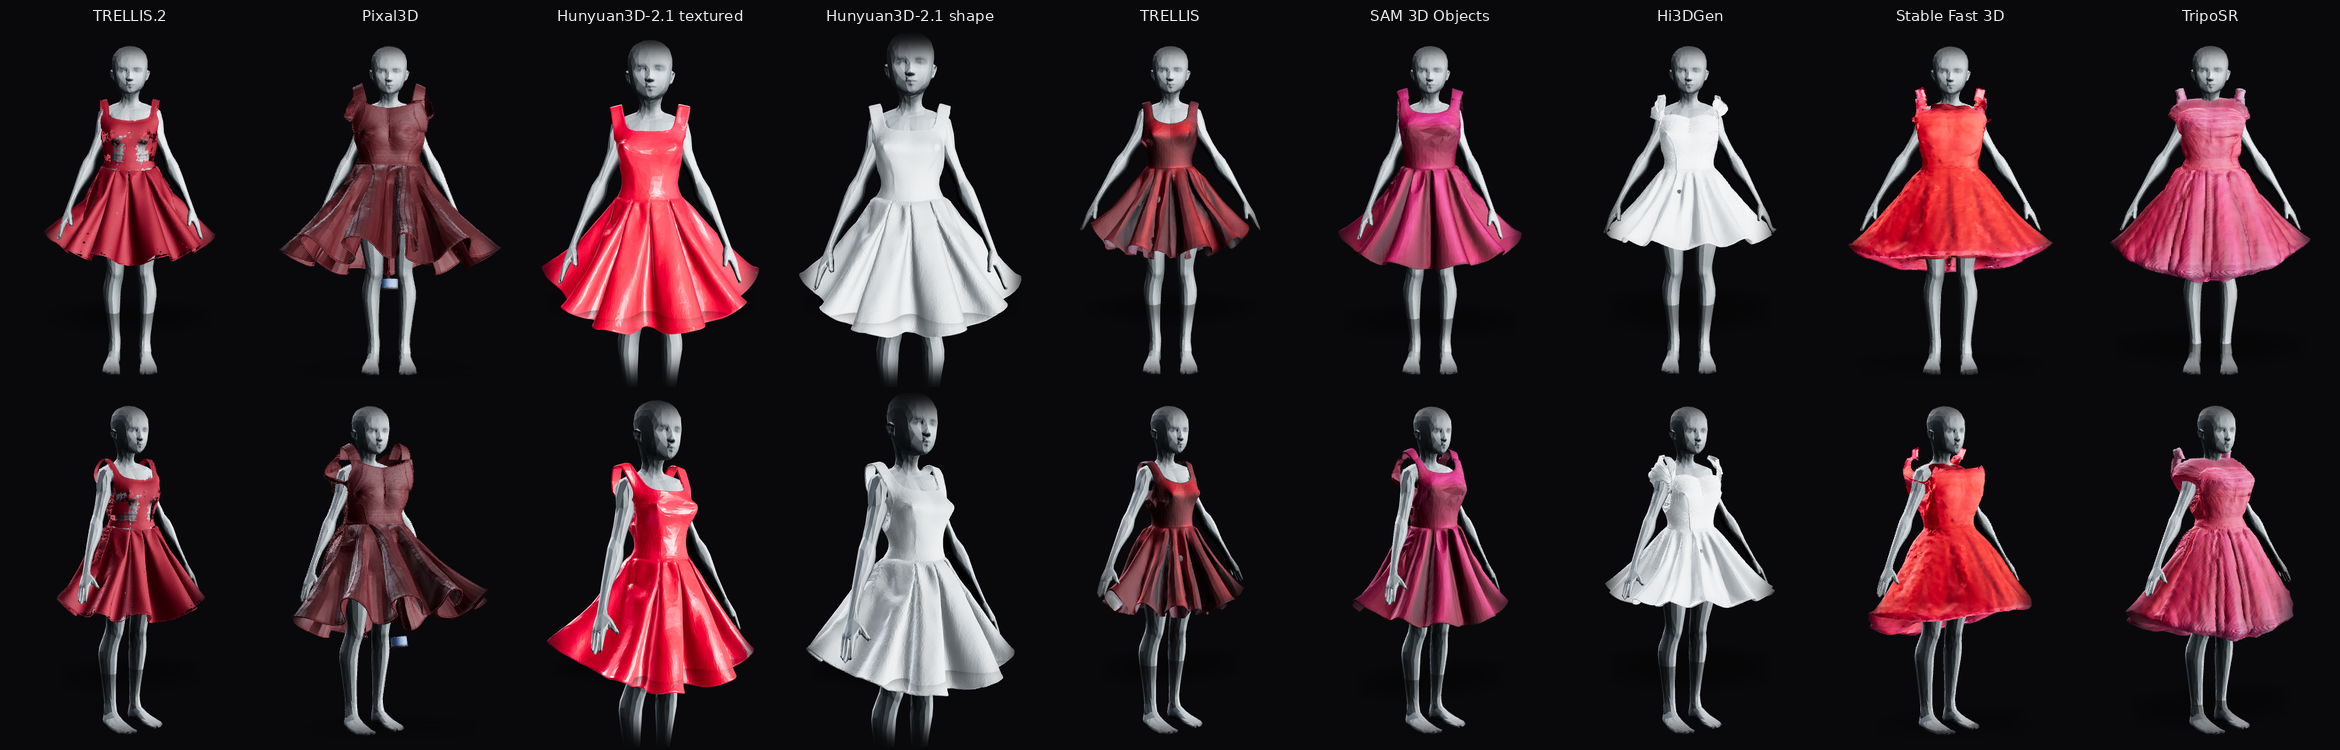 TRELLIS.2
Pixal3D
Hunyuan3D-2.1 textured
Hunyuan3D-2.1 shape
TRELLIS
SAM 3D Objects
Hi3DGen
Stable Fast 3D
TripoSR